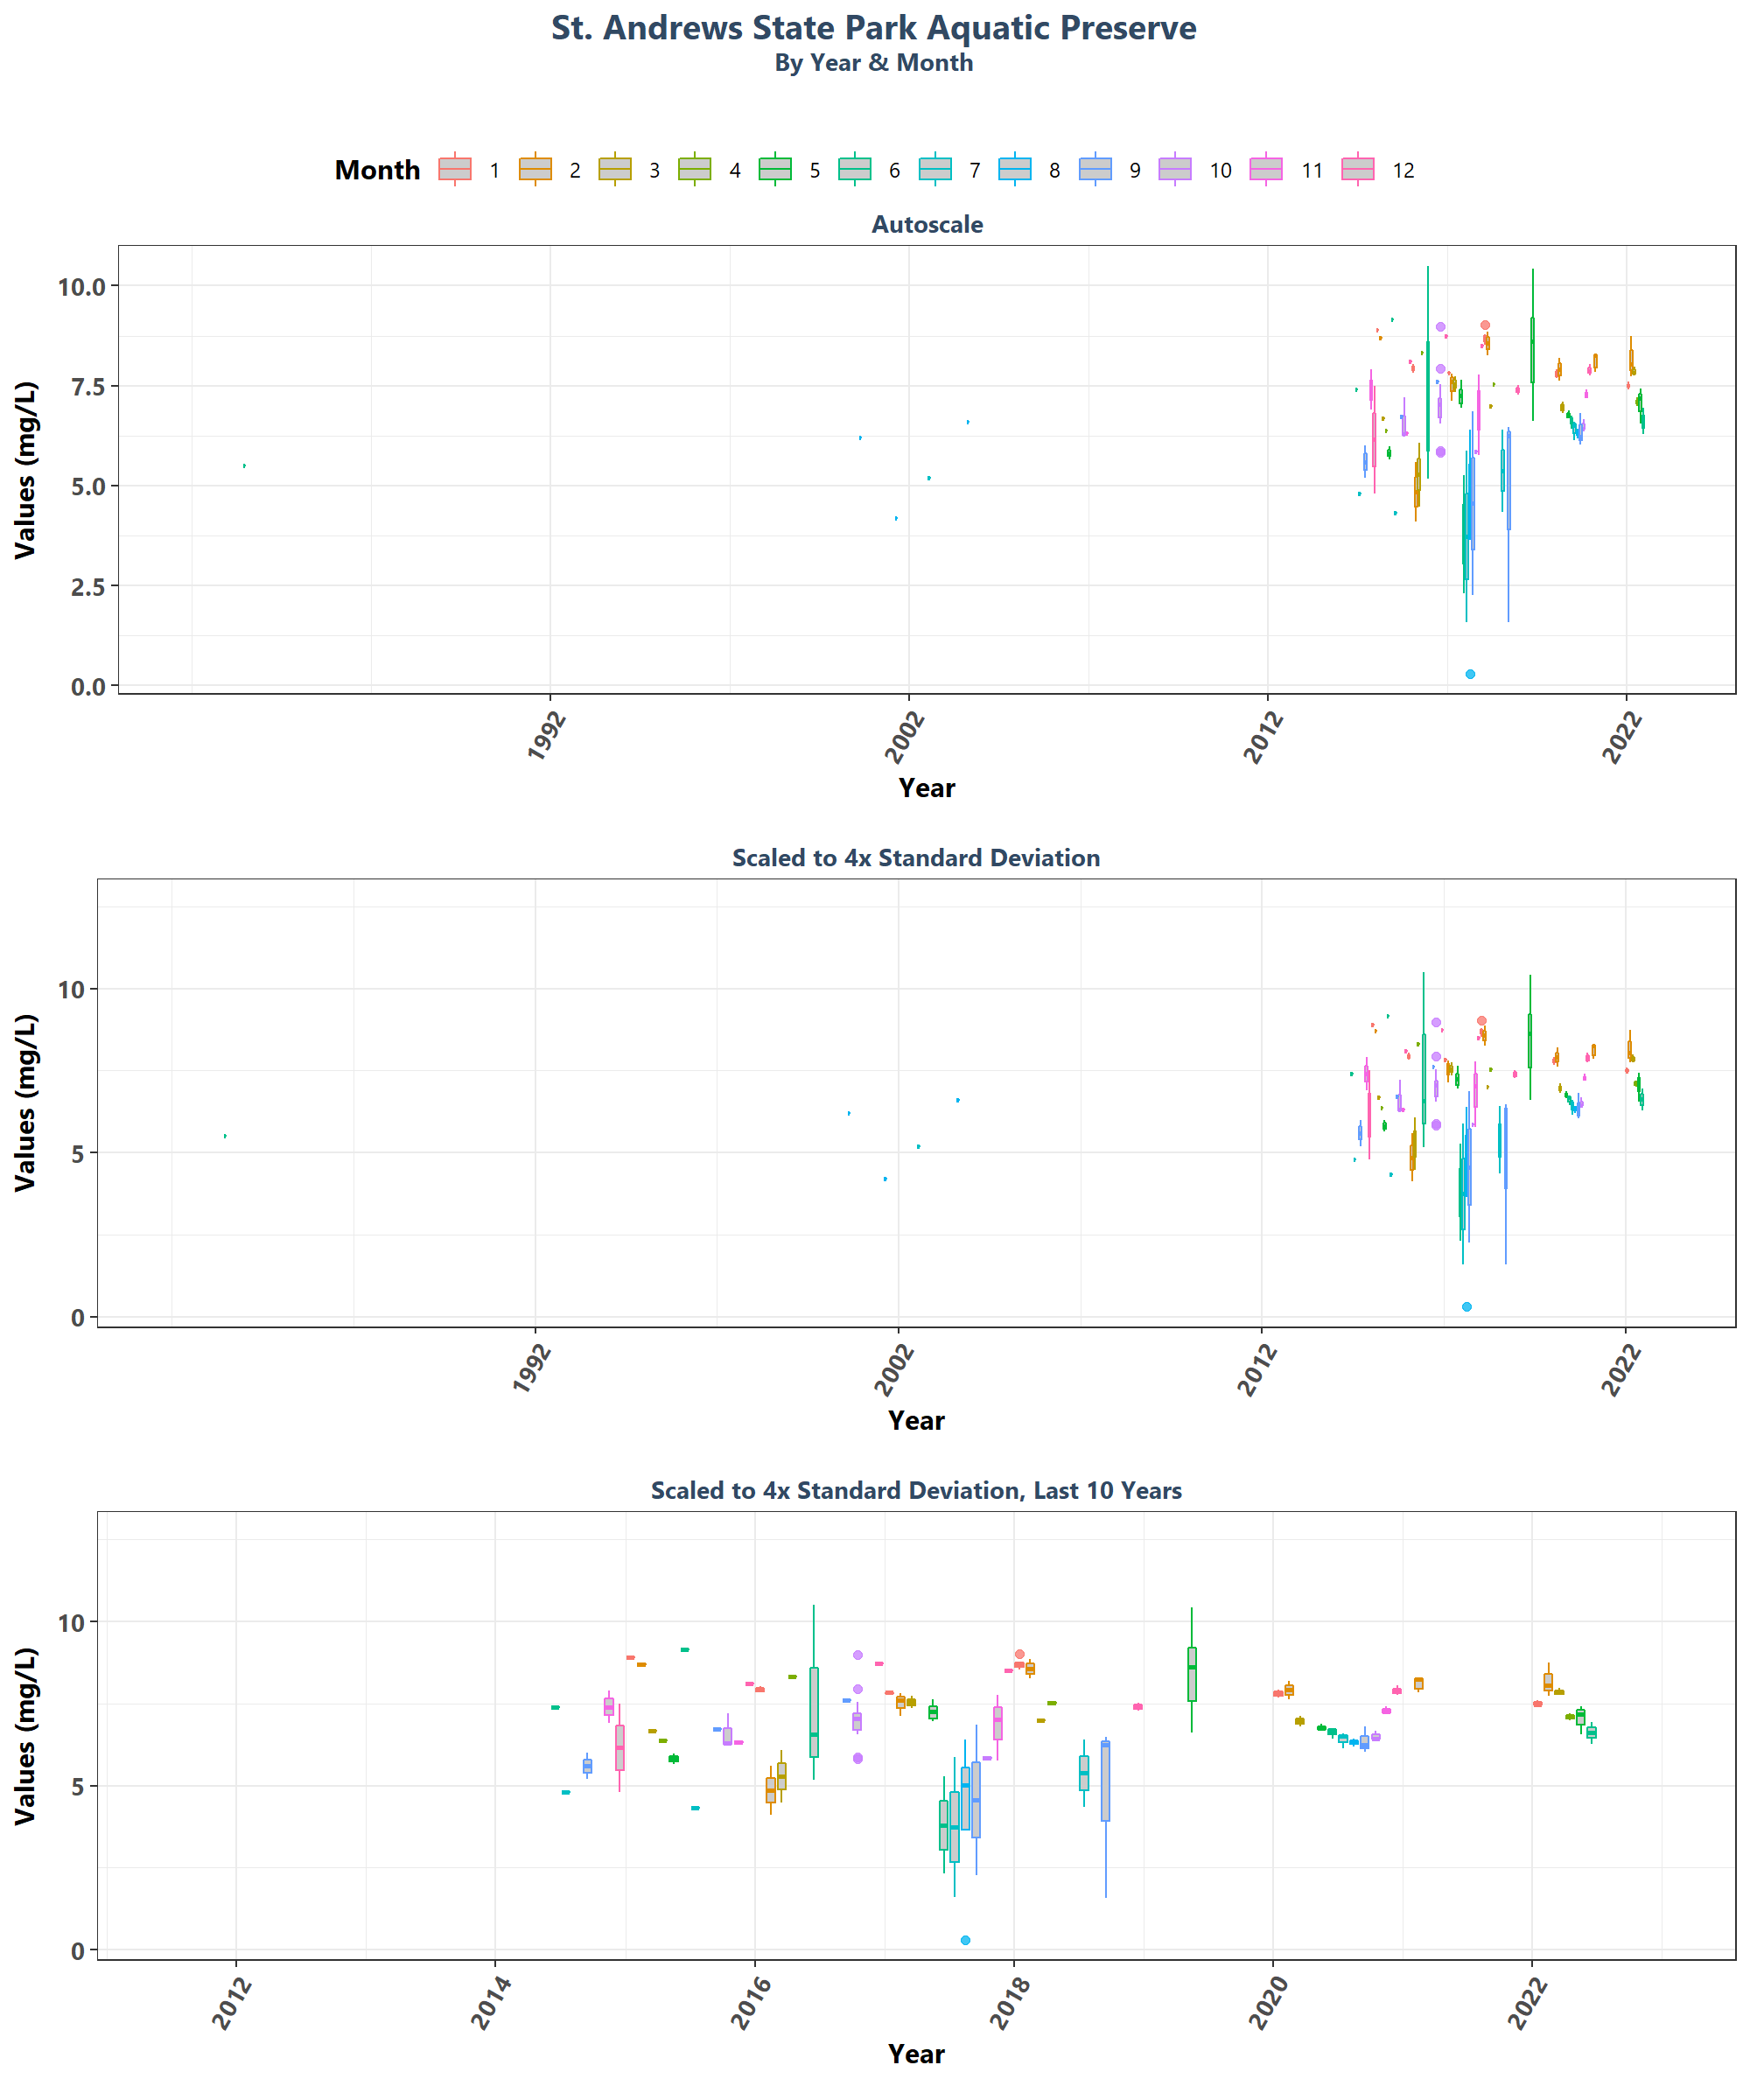 St. Andrews State Park Aquatic Preserve
By Year & Month
Month 1 2 3 4 5 6 7 8 9 10 11 12
Autoscale
Values (mg/L)
10.0
7.5
5.0
2.5
0.0
1992 2002 2012 2022
Year
Scaled to 4x Standard Deviation
Values (mg/L)
10
5
0
1992 2002 2012 2022
Year
Scaled to 4x Standard Deviation, Last 10 Years
Values (mg/L)
10
5
0
2012 2014 2016 2018 2020 2022
Year